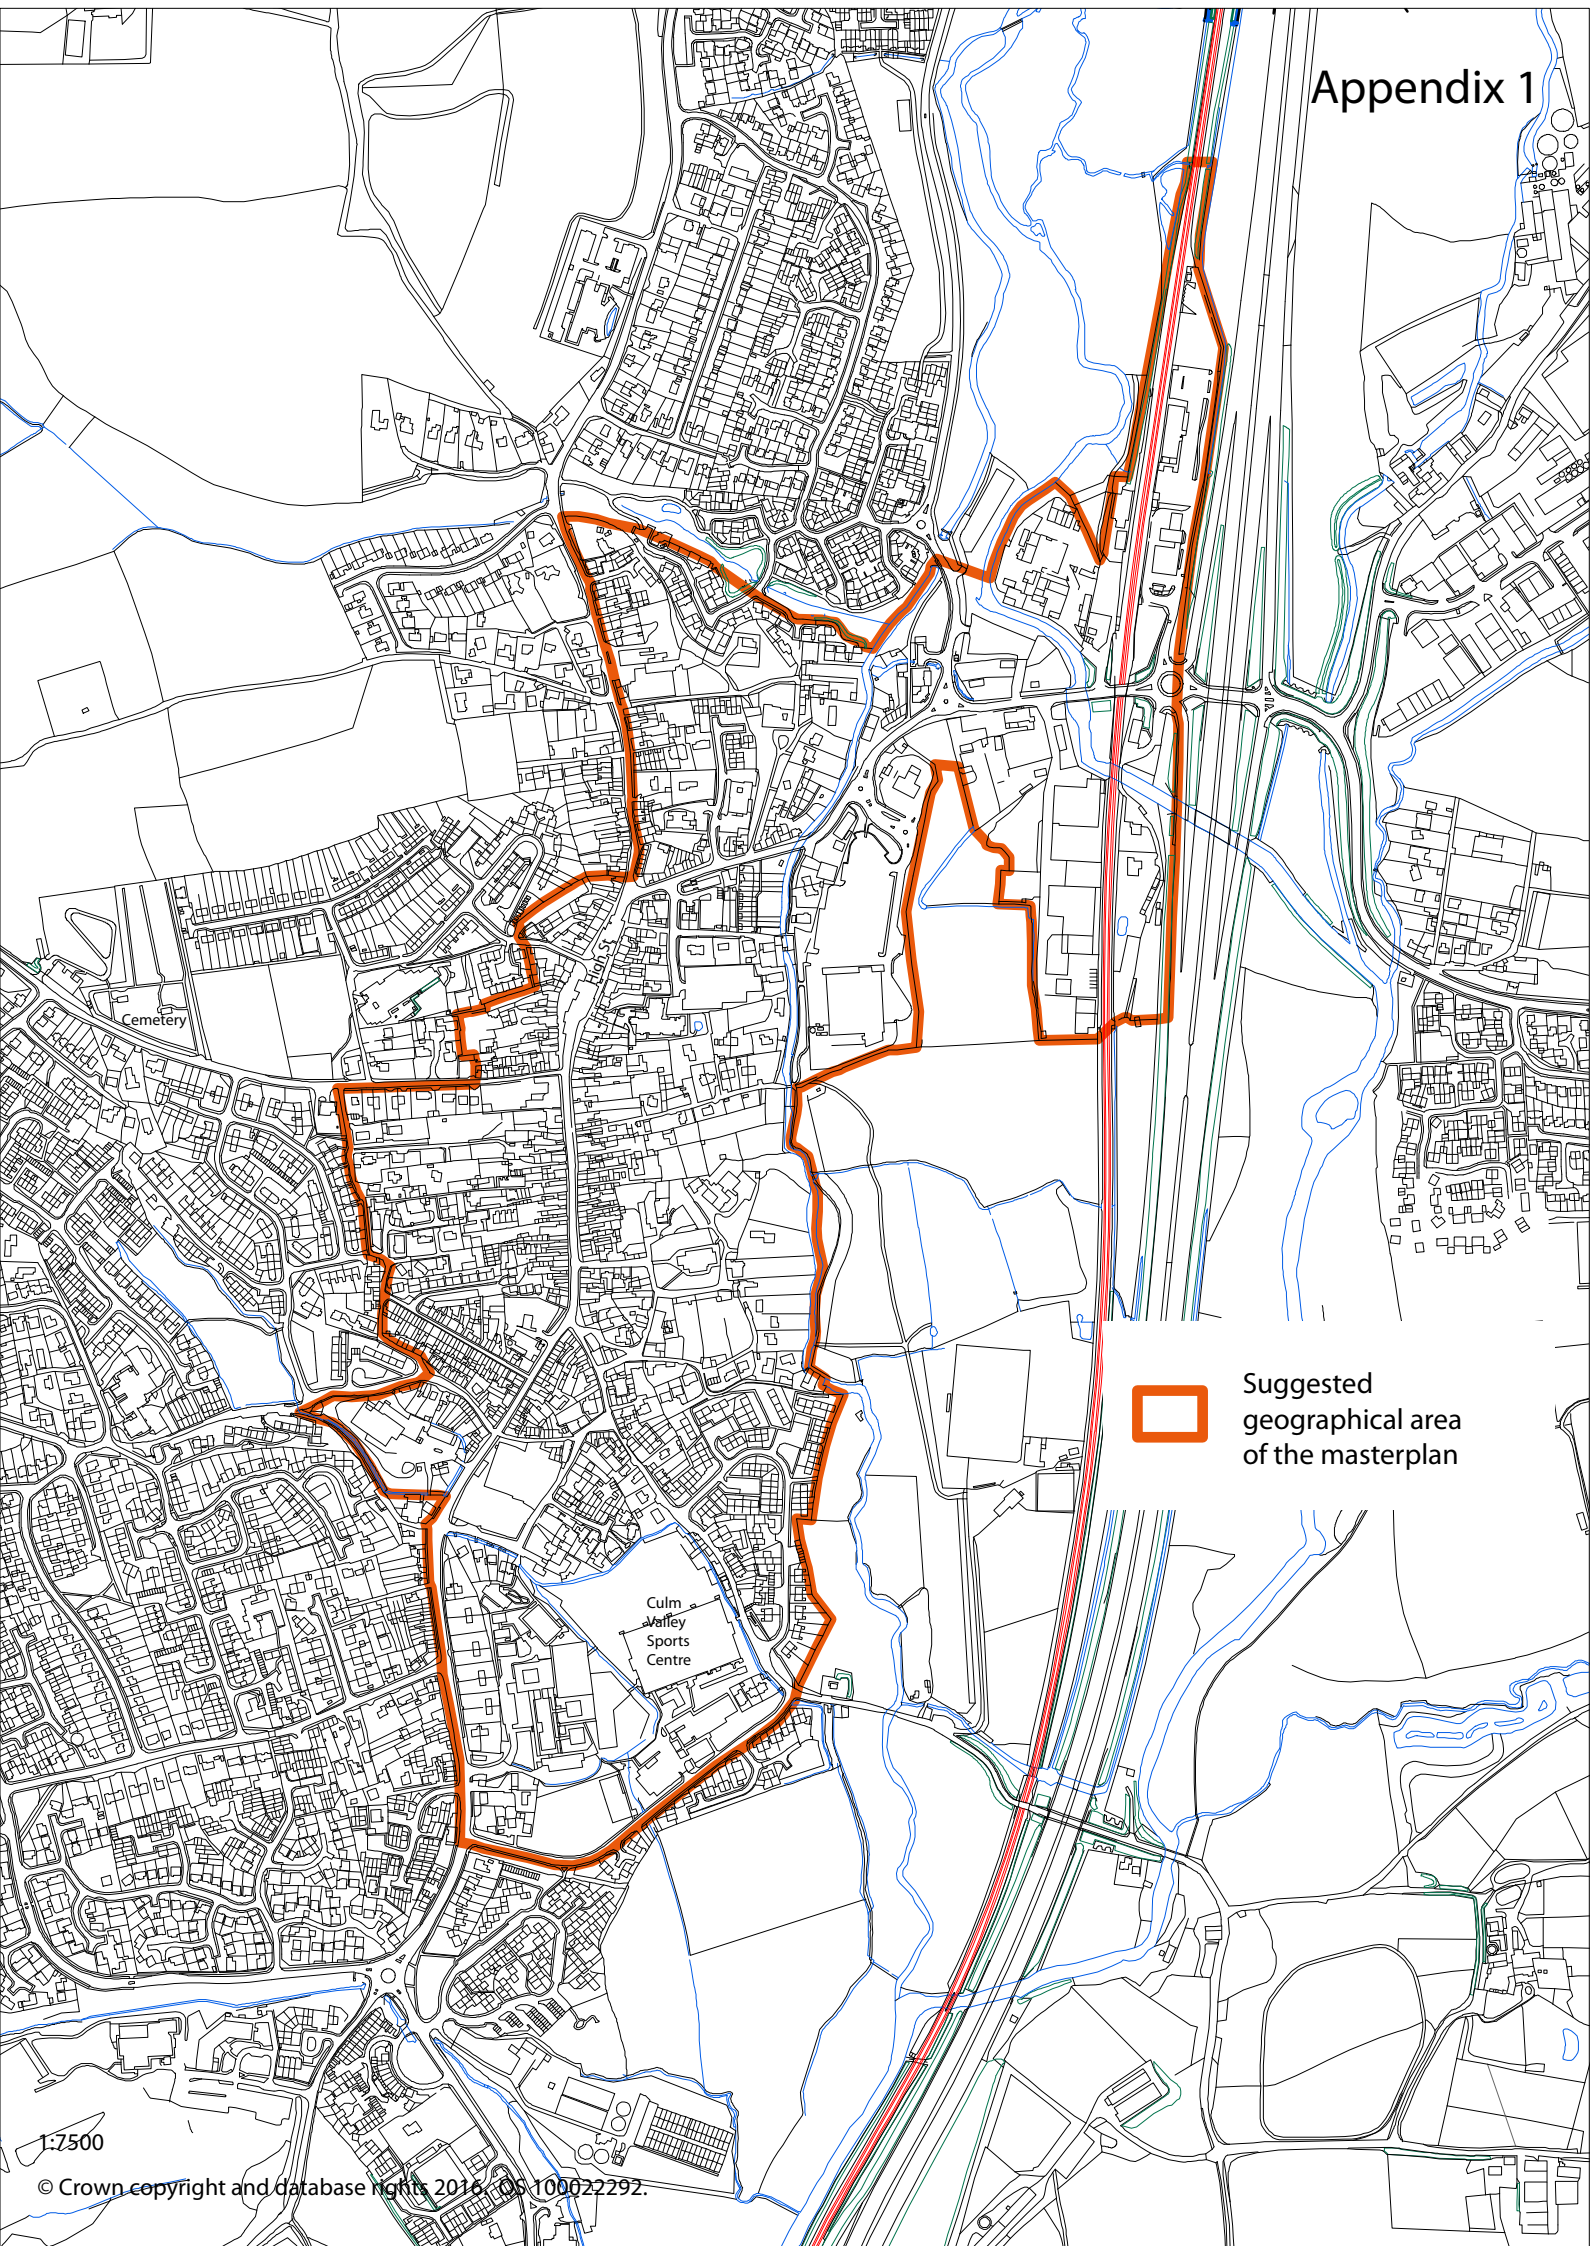 Appendix 1
High St
Cemetery
Suggested
geographical area
of the masterplan
Culm
Valley
Sports
Centre
1:7500
© Crown copyright and database rights 2016. OS 100022292.